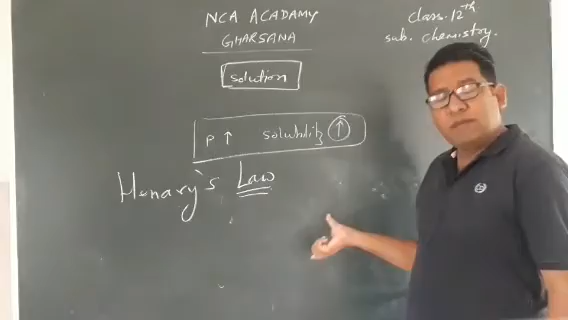 NCA ACADAMY
GHARSANA
class. 12th
sub. chemistry.
solution
P ↑ solubility ↑
Henary's Law